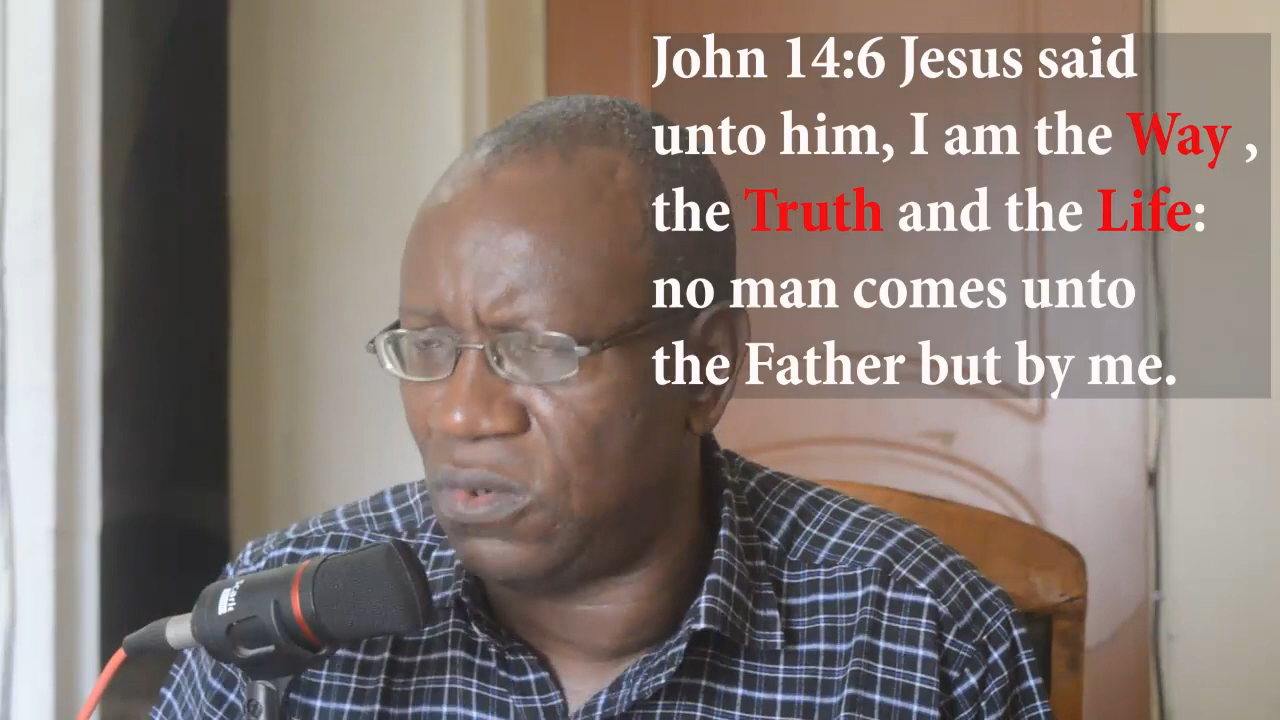 John 14:6 Jesus said
unto him, I am the Way ,
the Truth and the Life:
no man comes unto
the Father but by me.